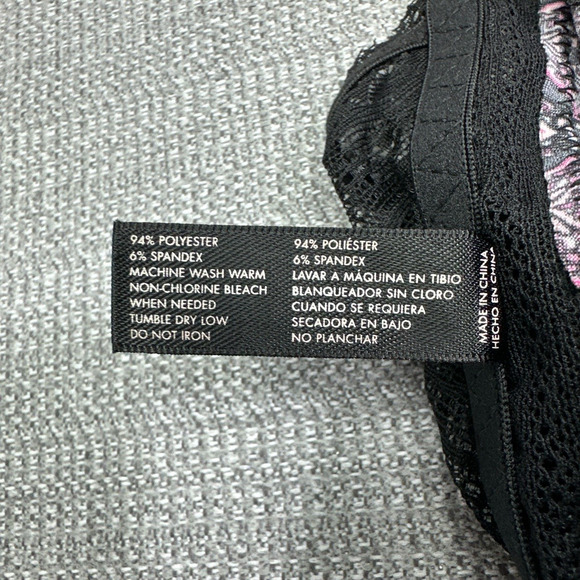 94% POLYESTER
6% SPANDEX
MACHINE WASH WARM
NON-CHLORINE BLEACH
WHEN NEEDED
TUMBLE DRY LOW
DO NOT IRON
94% POLIÉSTER
6% SPANDEX
LAVAR A MÁQUINA EN TIBIO
BLANQUEADOR SIN CLORO
CUANDO SE REQUIERA
SECADORA EN BAJO
NO PLANCHAR
MADE IN CHINA
HECHO EN CHINA